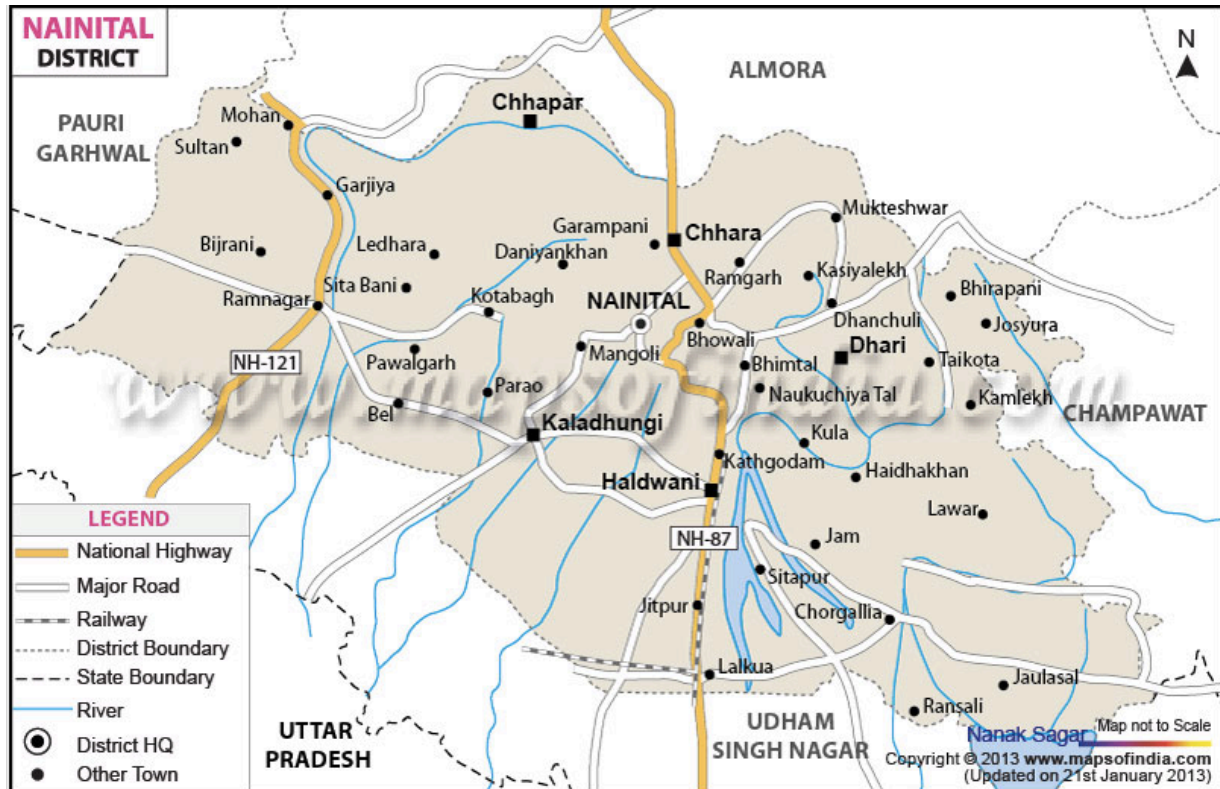 NAINITAL
DISTRICT
N
ALMORA
PAURI
GARHWAL
Mohan
Sultan
Chhapar
Garjiya
Bijrani
Ledhara
Garampani
Daniyankhan
Chhara
Mukteshwar
Ramgarh
Kasiyalekh
Sita Bani
Ramnagar
Kotabagh
NAINITAL
Bhirapani
Dhanchuli
Josyura
Bhowali
Mangoli
Dhari
Pawalgarh
NH-121
Bhimtal
Taikota
www.mapsofindia.com
Parao
Naukuchiya Tal
Kamlekh
Bel
CHAMPAWAT
Kaladhungi
Kula
Kathgodam
Haidhakhan
Haldwani
Lawar
NH-87
Jam
Sitapur
Jitpur
Chorgallia
Lalkua
Jaulasal
Ransali
UTTAR
PRADESH
UDHAM
SINGH NAGAR
Nanak Sagar
LEGEND
National Highway
Major Road
Railway
District Boundary
State Boundary
River
District HQ
Other Town
Map not to Scale
Copyright © 2013 www.mapsofindia.com
(Updated on 21st January 2013)